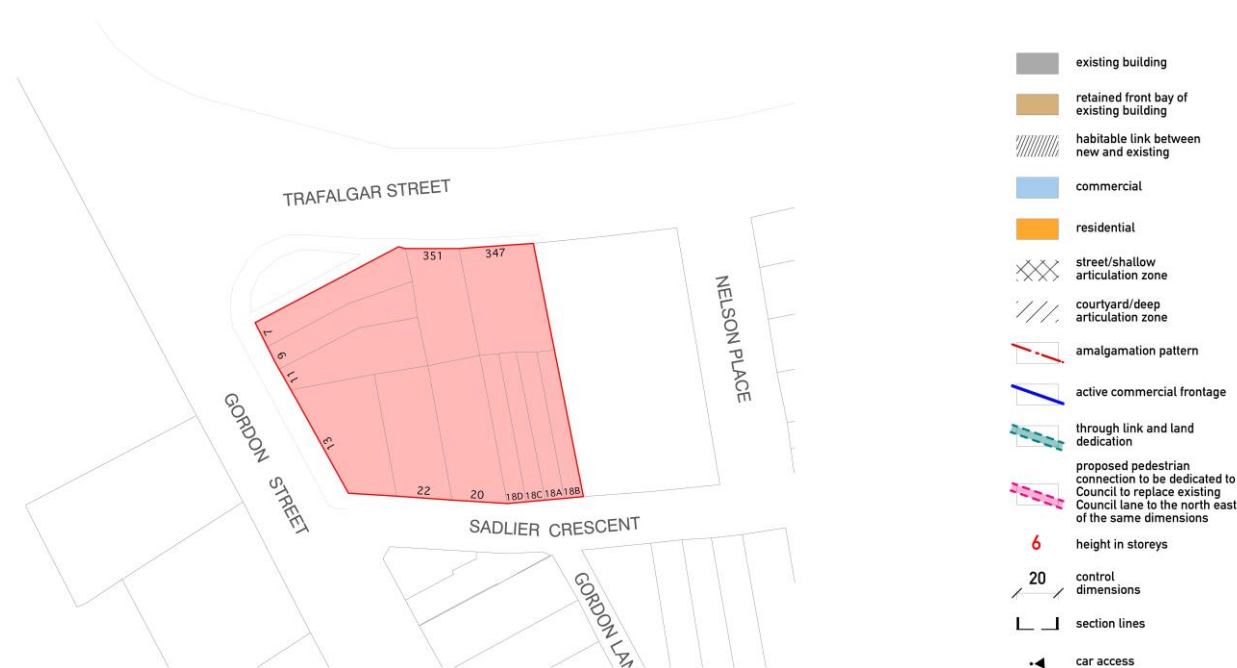 TRAFALGAR STREET
351
347
7
9
11
13
22
20
18D
18C
18A
18B
GORDON STREET
NELSON PLACE
SADLIER CRESCENT
GORDON LAN
existing building
retained front bay of
existing building
habitable link between
new and existing
commercial
residential
street/shallow
articulation zone
courtyard/deep
articulation zone
amalgamation pattern
active commercial frontage
through link and land
dedication
proposed pedestrian
connection to be dedicated to
Council to replace existing
Council lane to the north east
of the same dimensions
6
height in storeys
20
control
dimensions
section lines
car access